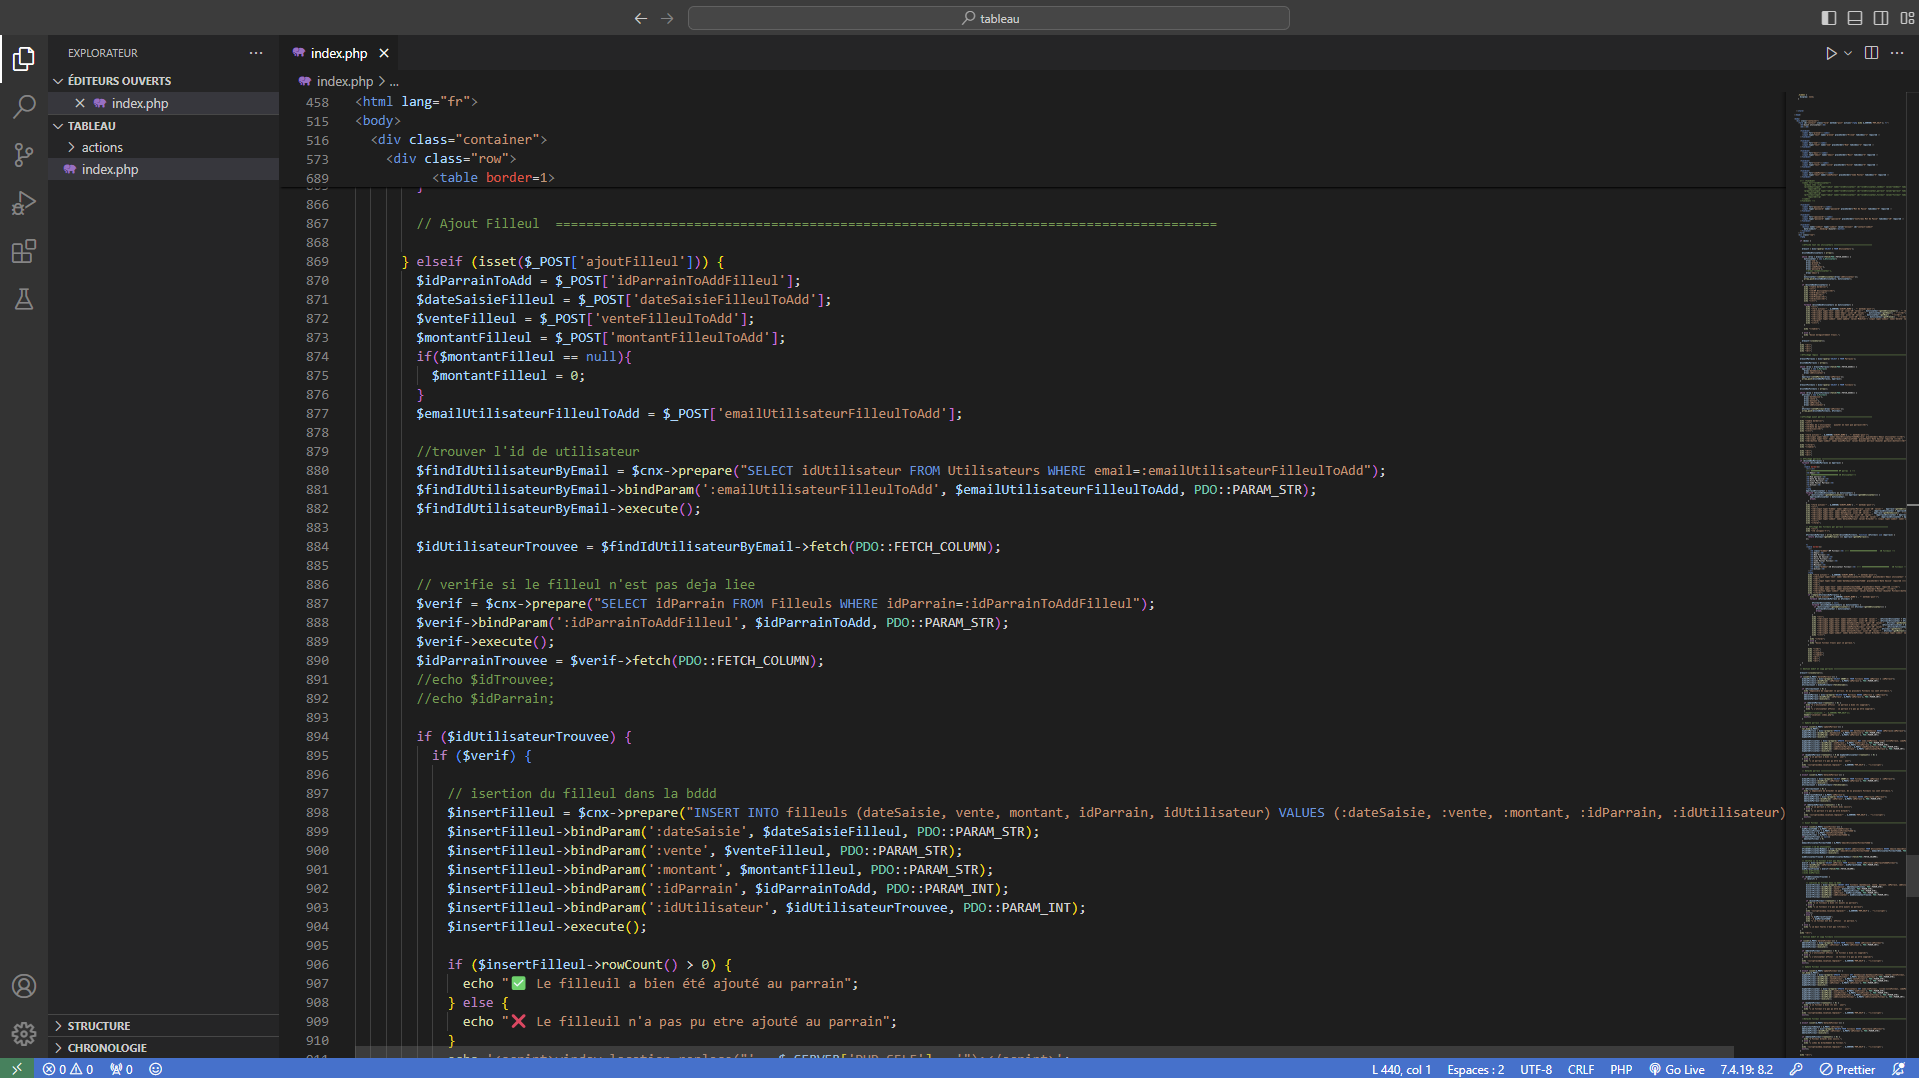 tableau
EXPLORATEUR
ÉDITEURS OUVERTS
index.php
TABLEAU
actions
index.php
STRUCTURE
CHRONOLOGIE
index.php
index.php > ...
458 <html lang="fr">
515 <body>
516 <div class="container">
573 <div class="row">
689 <table border=1>
866
867 // Ajout Filleul ======================================================================================
868
869 } elseif (isset($_POST['ajoutFilleul'])) {
870 $idParrainToAdd = $_POST['idParrainToAddFilleul'];
871 $dateSaisieFilleul = $_POST['dateSaisieFilleulToAdd'];
872 $venteFilleul = $_POST['venteFilleulToAdd'];
873 $montantFilleul = $_POST['montantFilleulToAdd'];
874 if($montantFilleul == null){
875 $montantFilleul = 0;
876 }
877 $emailUtilisateurFilleulToAdd = $_POST['emailUtilisateurFilleulToAdd'];
878
879 //trouver l'id de utilisateur
880 $findIdUtilisateurByEmail = $cnx->prepare("SELECT idUtilisateur FROM Utilisateurs WHERE email=:emailUtilisateurFilleulToAdd");
881 $findIdUtilisateurByEmail->bindParam(':emailUtilisateurFilleulToAdd', $emailUtilisateurFilleulToAdd, PDO::PARAM_STR);
882 $findIdUtilisateurByEmail->execute();
883
884 $idUtilisateurTrouvee = $findIdUtilisateurByEmail->fetch(PDO::FETCH_COLUMN);
885
886 // verifie si le filleul n'est pas deja liee
887 $verif = $cnx->prepare("SELECT idParrain FROM Filleuls WHERE idParrain=:idParrainToAddFilleul");
888 $verif->bindParam(':idParrainToAddFilleul', $idParrainToAdd, PDO::PARAM_STR);
889 $verif->execute();
890 $idParrainTrouvee = $verif->fetch(PDO::FETCH_COLUMN);
891 //echo $idTrouvee;
892 //echo $idParrain;
893
894 if ($idUtilisateurTrouvee) {
895 if ($verif) {
896
897 // isertion du filleul dans la bddd
898 $insertFilleul = $cnx->prepare("INSERT INTO filleuls (dateSaisie, vente, montant, idParrain, idUtilisateur) VALUES (:dateSaisie, :vente, :montant, :idParrain, :idUtilisateur)
899 $insertFilleul->bindParam(':dateSaisie', $dateSaisieFilleul, PDO::PARAM_STR);
900 $insertFilleul->bindParam(':vente', $venteFilleul, PDO::PARAM_STR);
901 $insertFilleul->bindParam(':montant', $montantFilleul, PDO::PARAM_STR);
902 $insertFilleul->bindParam(':idParrain', $idParrainToAdd, PDO::PARAM_INT);
903 $insertFilleul->bindParam(':idUtilisateur', $idUtilisateurTrouvee, PDO::PARAM_INT);
904 $insertFilleul->execute();
905
906 if ($insertFilleul->rowCount() > 0) {
907 echo "✅ Le filleuil a bien été ajouté au parrain";
908 } else {
909 echo "❌ Le filleuil n'a pas pu etre ajouté au parrain";
910 }
0 0 0 L 440, col 1 Espaces : 2 UTF-8 CRLF PHP Go Live 7.4.19: 8.2 Prettier